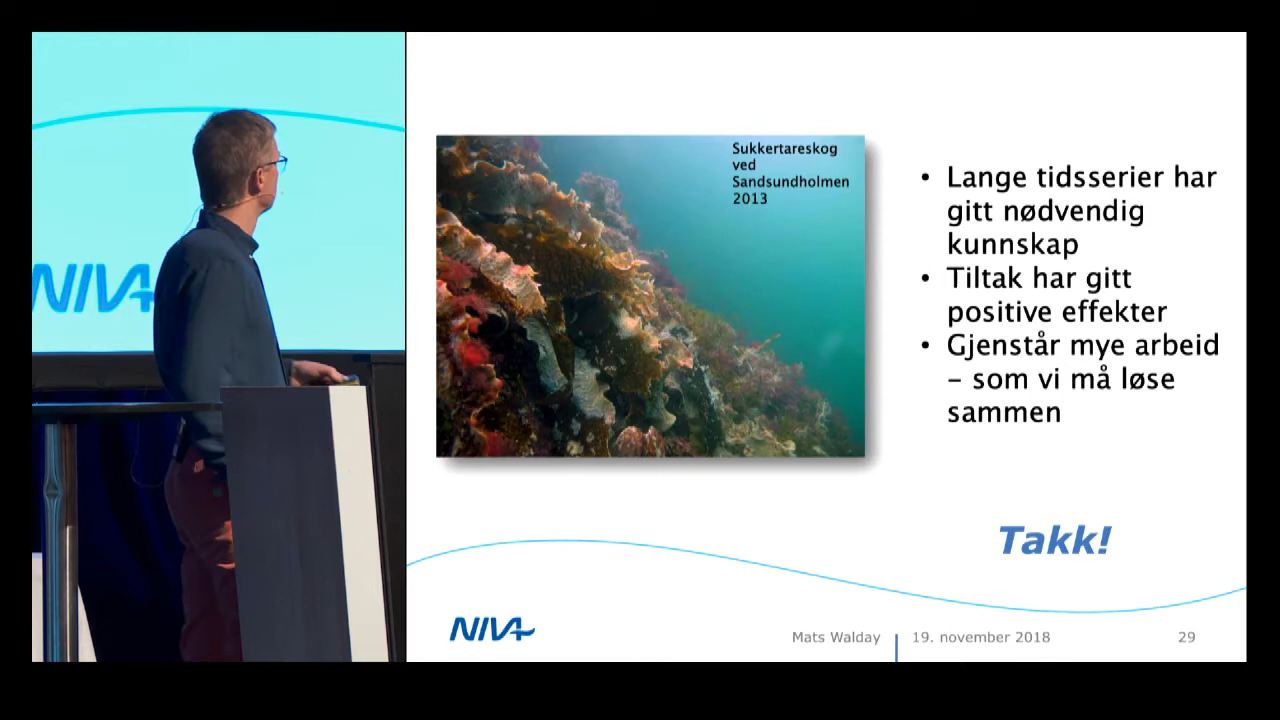 NIVA
Sukkertareskog
ved
Sandsundholmen
2013
• Lange tidsserier har
gitt nødvendig
kunnskap
• Tiltak har gitt
positive effekter
• Gjenstår mye arbeid
– som vi må løse
sammen
Takk!
NIVA
Mats Walday
19. november 2018
29